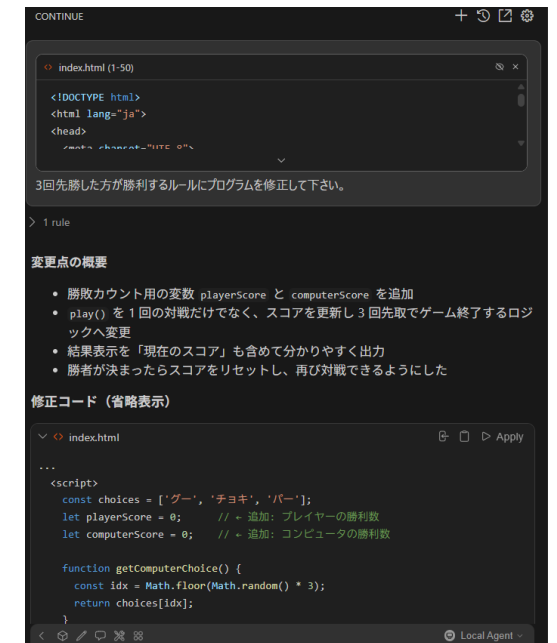 CONTINUE
index.html (1-50)
<!DOCTYPE html>
<html lang="ja">
<head>
<meta charset="UTF-8">
3回先勝した方が勝利するルールにプログラムを修正して下さい。
1 rule
変更点の概要
• 勝敗カウント用の変数 playerScore と computerScore を追加
• play() を 1 回の対戦だけでなく、スコアを更新し 3 回先取でゲーム終了するロジ
ックへ変更
• 結果表示を「現在のスコア」も含めて分かりやすく出力
• 勝者が決まったらスコアをリセットし、再び対戦できるようにした
修正コード（省略表示）
index.html Apply
...
<script>
const choices = ['グー', 'チョキ', 'パー'];
let playerScore = 0; // ← 追加: プレイヤーの勝利数
let computerScore = 0; // ← 追加: コンピュータの勝利数
function getComputerChoice() {
const idx = Math.floor(Math.random() * 3);
return choices[idx];
}
Local Agent